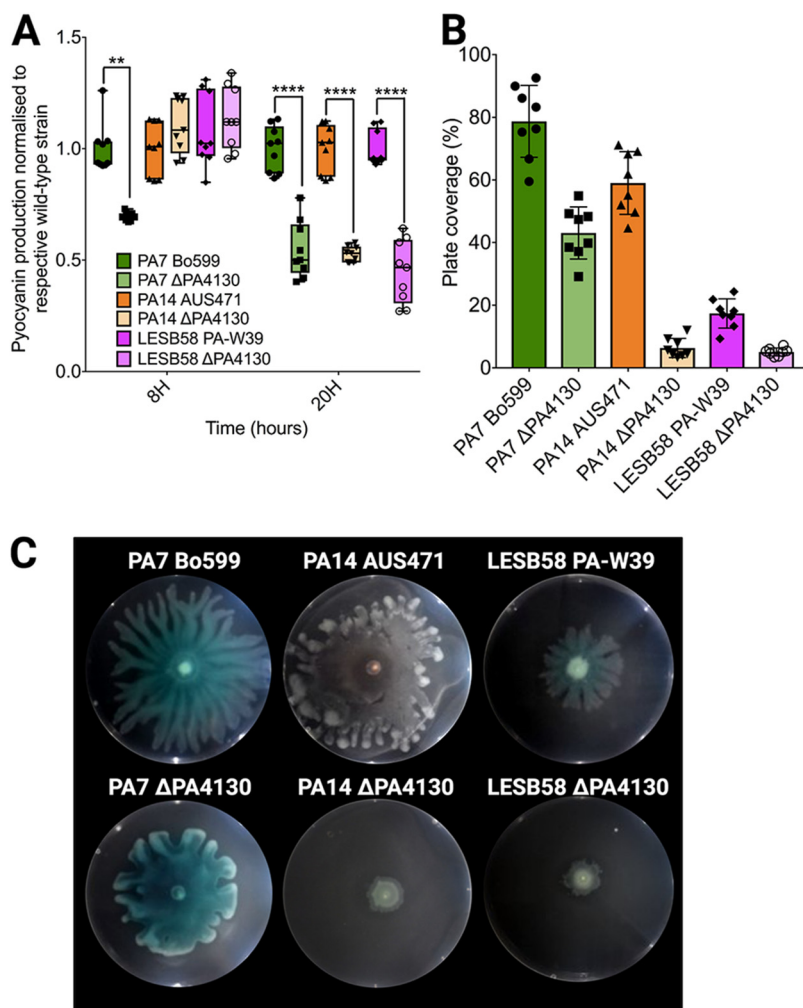 A
Pyocyanin production normalised to
respective wild-type strain
1.5
1.0
0.5
0.0
**
****
****
****
PA7 Bo599
PA7 ΔPA4130
PA14 AUS471
PA14 ΔPA4130
LESB58 PA-W39
LESB58 ΔPA4130
8H
20H
Time (hours)
B
Plate coverage (%)
100
80
60
40
20
0
PA7 Bo599
PA7 ΔPA4130
PA14 AUS471
PA14 ΔPA4130
LESB58 PA-W39
LESB58 ΔPA4130
C
PA7 Bo599
PA14 AUS471
LESB58 PA-W39
PA7 ΔPA4130
PA14 ΔPA4130
LESB58 ΔPA4130